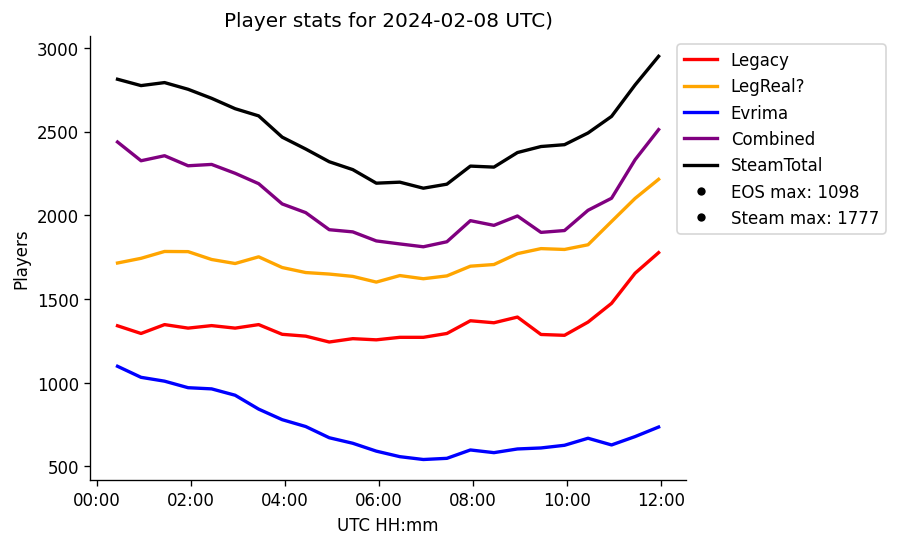 Player stats for 2024-02-08 UTC)
3000
2500
2000
1500
1000
500
Players
00:00 02:00 04:00 06:00 08:00 10:00 12:00
UTC HH:mm
Legacy
LegReal?
Evrima
Combined
SteamTotal
EOS max: 1098
Steam max: 1777